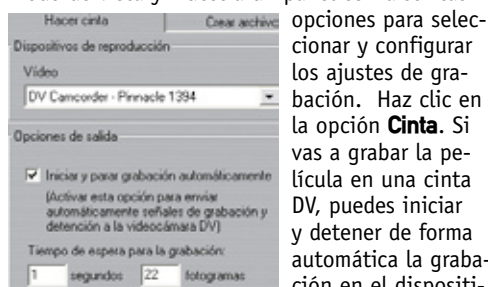 Hacer cinta
Crear archivo
Dispositivos de reproducción
Vídeo
DV Camcorder - Pinnacle 1394
Opciones de salida
Iniciar y parar grabación automáticamente
(Activar esta opción para enviar
automáticamente señales de grabación y
detención a la videocámara DV)
Tiempo de espera para la grabación:
1 segundos 22 fotogramas
opciones para selec-
cionar y configurar
los ajustes de gra-
bación. Haz clic en
la opción Cinta. Si
vas a grabar la pe-
lícula en una cinta
DV, puedes iniciar
y detener de forma
automática la graba-
ción en el dispositi-